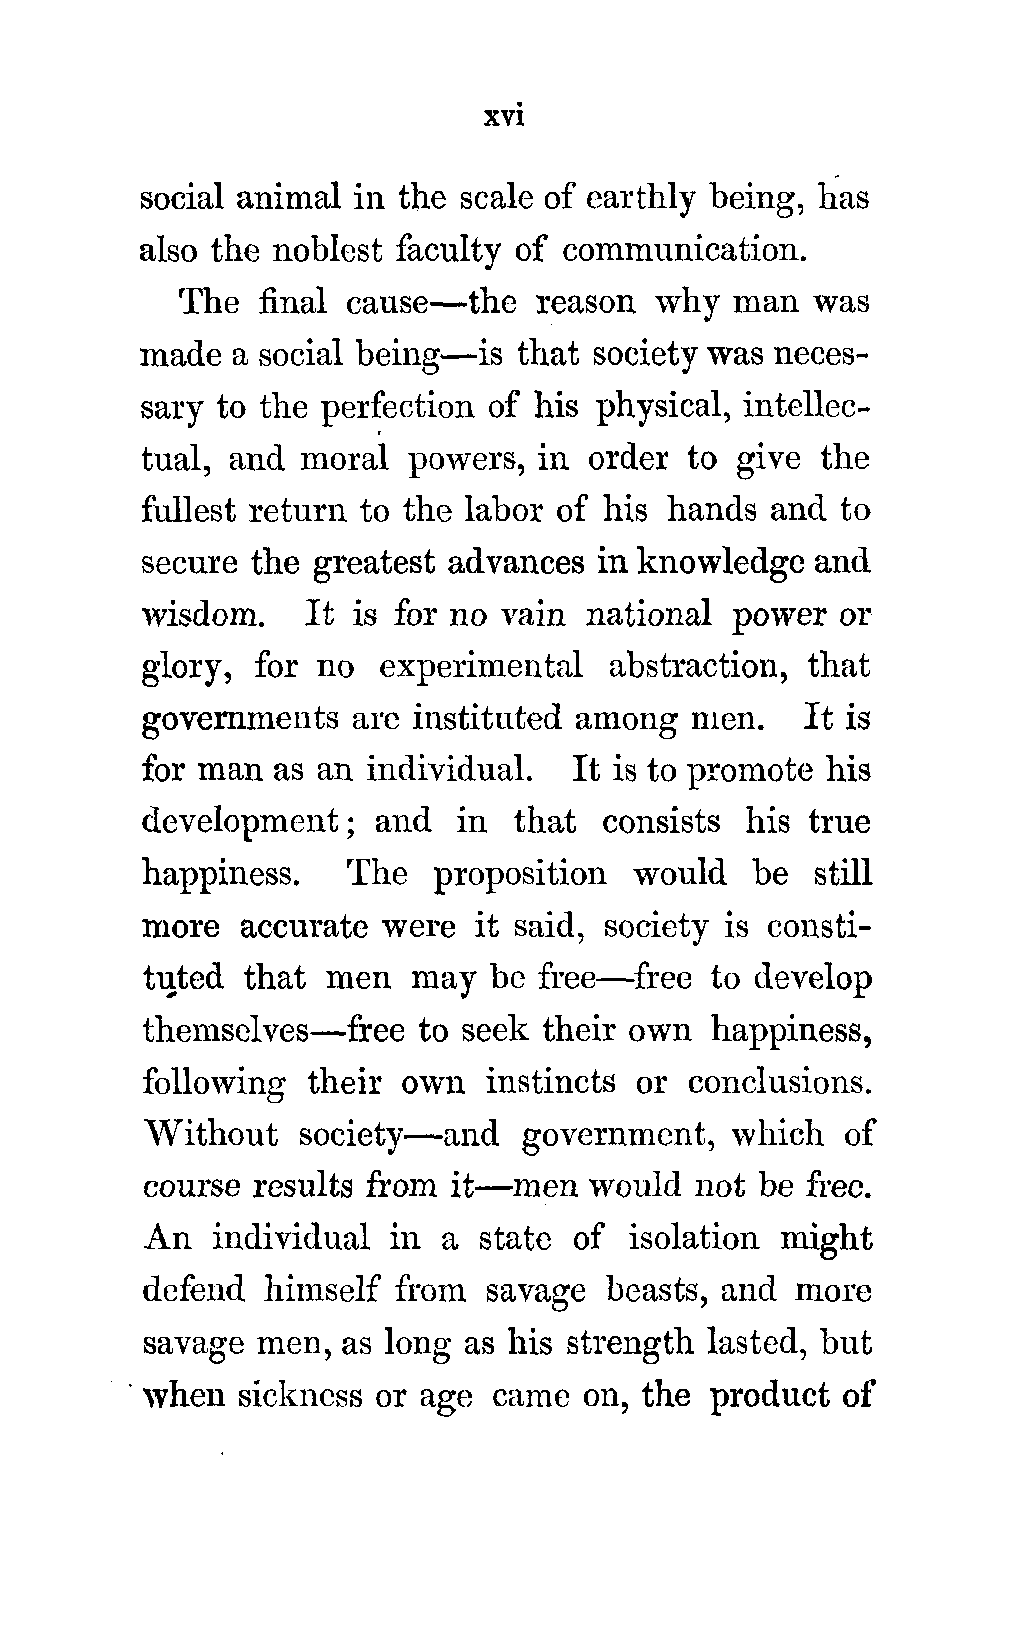 xvi
social animal in the scale of earthly being, has
also the noblest faculty of communication.
The final cause—the reason why man was
made a social being—is that society was neces-
sary to the perfection of his physical, intellec-
tual, and moral powers, in order to give the
fullest return to the labor of his hands and to
secure the greatest advances in knowledge and
wisdom. It is for no vain national power or
glory, for no experimental abstraction, that
governments are instituted among men. It is
for man as an individual. It is to promote his
development; and in that consists his true
happiness. The proposition would be still
more accurate were it said, society is consti-
tuted that men may be free—free to develop
themselves—free to seek their own happiness,
following their own instincts or conclusions.
Without society—and government, which of
course results from it—men would not be free.
An individual in a state of isolation might
defend himself from savage beasts, and more
savage men, as long as his strength lasted, but
when sickness or age came on, the product of